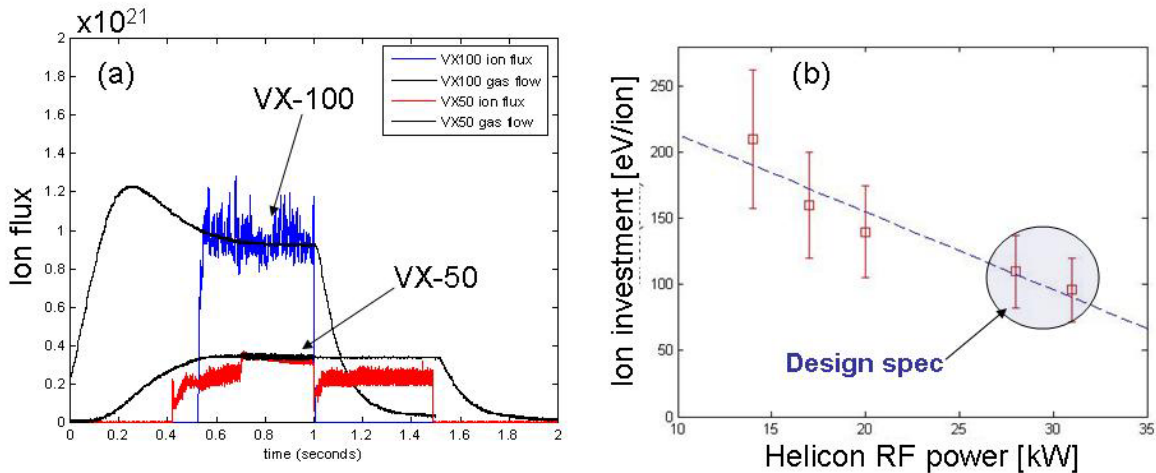 x10²¹
2
1.8
1.6
1.4
1.2
1.0
0.8
0.6
0.4
0.2
0
(a)
VX100 ion flux
VX100 gas flow
VX50 ion flux
VX50 gas flow
VX-100
VX-50
Ion flux
0 0.2 0.4 0.6 0.8 1.0 1.2 1.4 1.6 1.8 2
time (seconds)
(b)
250
200
150
100
50
0
Ion investment [eV/ion]
Design spec
10 15 20 25 30 35
Helicon RF power [kW]